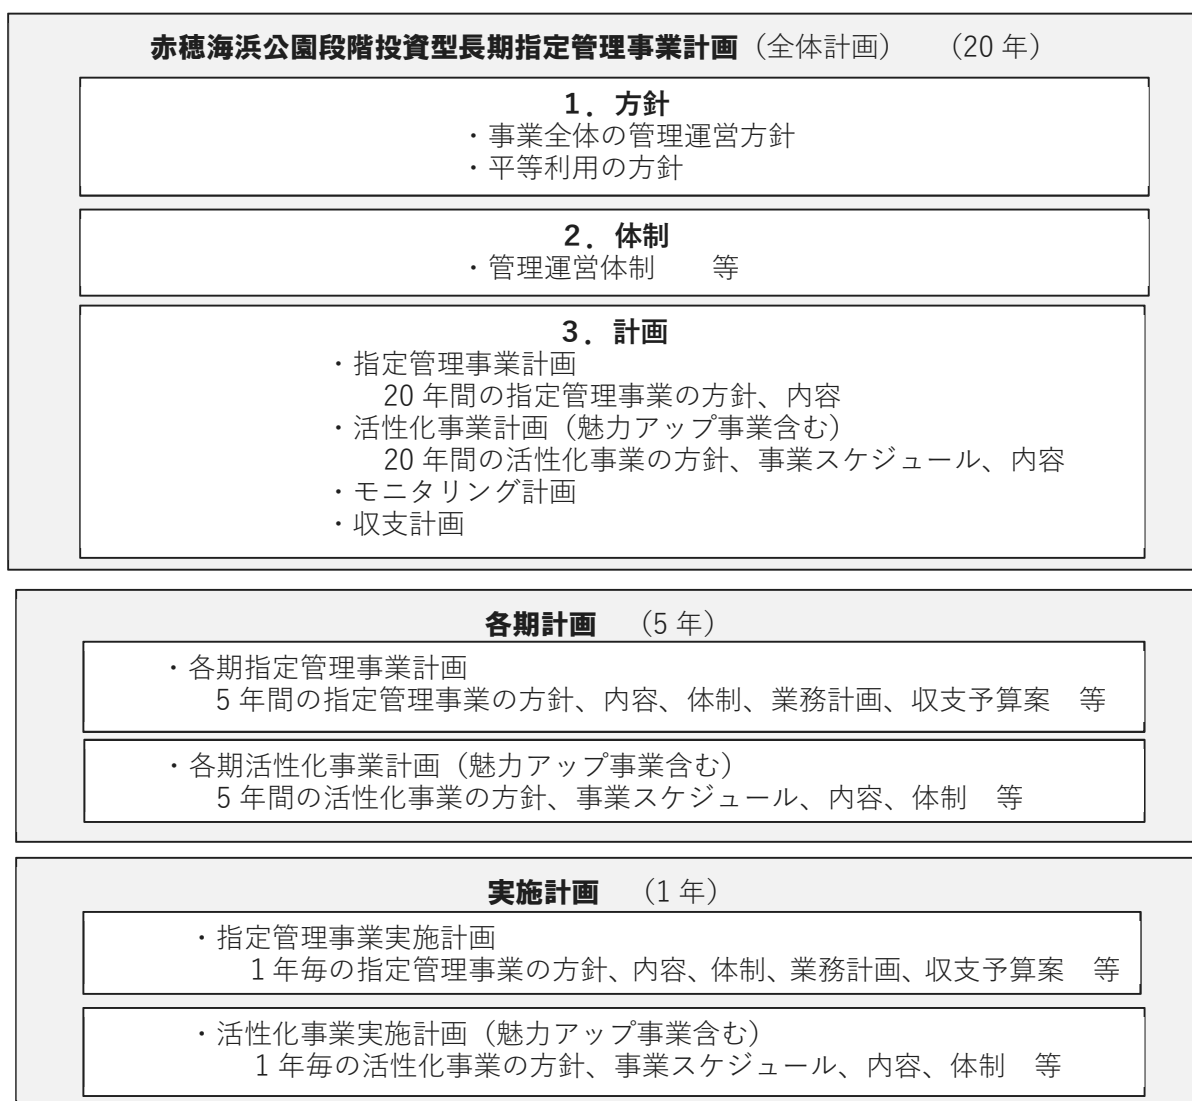 赤穂海浜公園段階投資型長期指定管理事業計画（全体計画）　（20 年）
１．方針
・事業全体の管理運営方針
・平等利用の方針
２．体制
・管理運営体制　等
３．計画
・指定管理事業計画
20 年間の指定管理事業の方針、内容
・活性化事業計画（魅力アップ事業含む）
20 年間の活性化事業の方針、事業スケジュール、内容
・モニタリング計画
・収支計画
各期計画　（5 年）
・各期指定管理事業計画
5 年間の指定管理事業の方針、内容、体制、業務計画、収支予算案　等
・各期活性化事業計画（魅力アップ事業含む）
5 年間の活性化事業の方針、事業スケジュール、内容、体制　等
実施計画　（1 年）
・指定管理事業実施計画
1 年毎の指定管理事業の方針、内容、体制、業務計画、収支予算案　等
・活性化事業実施計画（魅力アップ事業含む）
1 年毎の活性化事業の方針、事業スケジュール、内容、体制　等